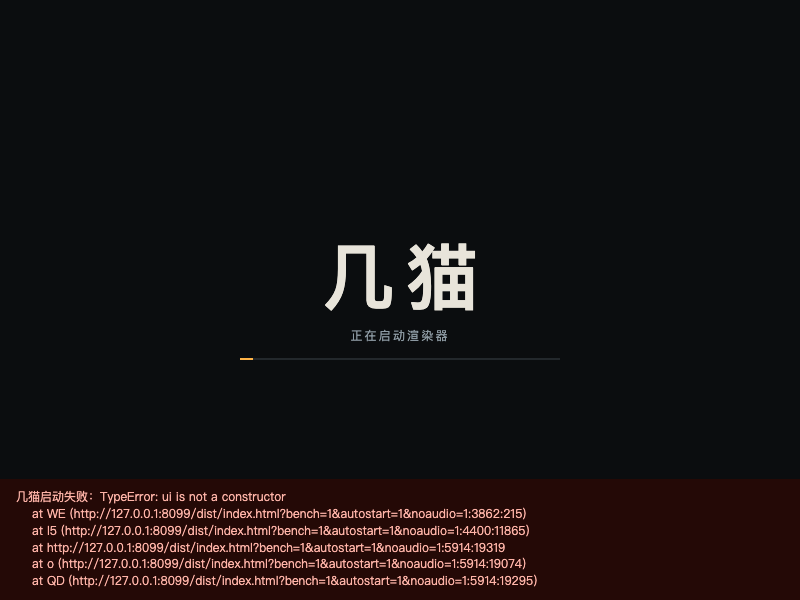 几猫
正在启动渲染器
几猫启动失败：TypeError: ui is not a constructor
at WE (http://127.0.0.1:8099/dist/index.html?bench=1&autostart=1&noaudio=1:3862:215)
at I5 (http://127.0.0.1:8099/dist/index.html?bench=1&autostart=1&noaudio=1:4400:11865)
at http://127.0.0.1:8099/dist/index.html?bench=1&autostart=1&noaudio=1:5914:19319
at o (http://127.0.0.1:8099/dist/index.html?bench=1&autostart=1&noaudio=1:5914:19074)
at QD (http://127.0.0.1:8099/dist/index.html?bench=1&autostart=1&noaudio=1:5914:19295)